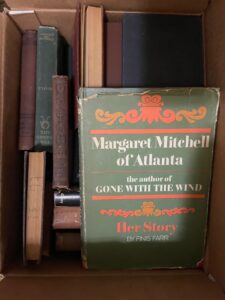 Margaret Mitchell
of Atlanta
the author of
GONE WITH THE WIND
Her Story
BY FINIS FARR